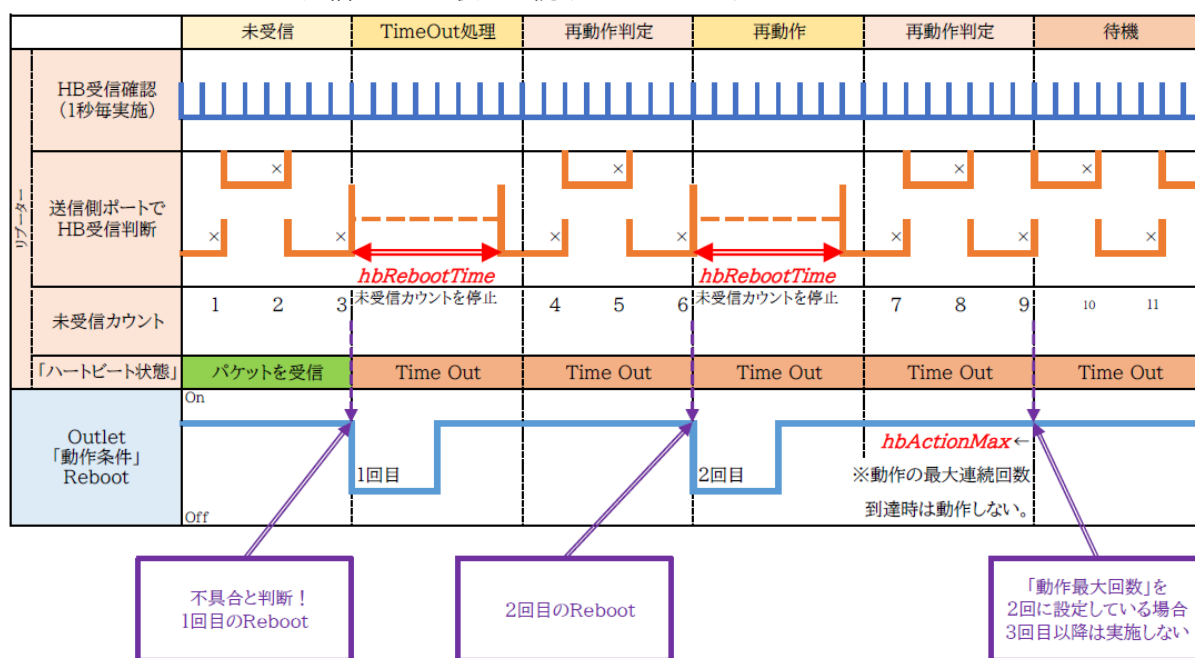 未受信
TimeOut処理
再動作判定
再動作
再動作判定
待機
リブーター
HB受信確認
(1秒毎実施)
送信側ポートで
HB受信判断
×
×
×
×
×
×
×
×
×
×
×
hbRebootTime
hbRebootTime
未受信カウント
1
2
3
未受信カウントを停止
4
5
6
未受信カウントを停止
7
8
9
10
11
「ハートビート状態」
パケットを受信
Time Out
Time Out
Time Out
Time Out
Time Out
Outlet
「動作条件」
Reboot
On
Off
1回目
2回目
hbActionMax←
※動作の最大連続回数
到達時は動作しない。
不具合と判断！
1回目のReboot
2回目のReboot
「動作最大回数」を
2回に設定している場合
3回目以降は実施しない